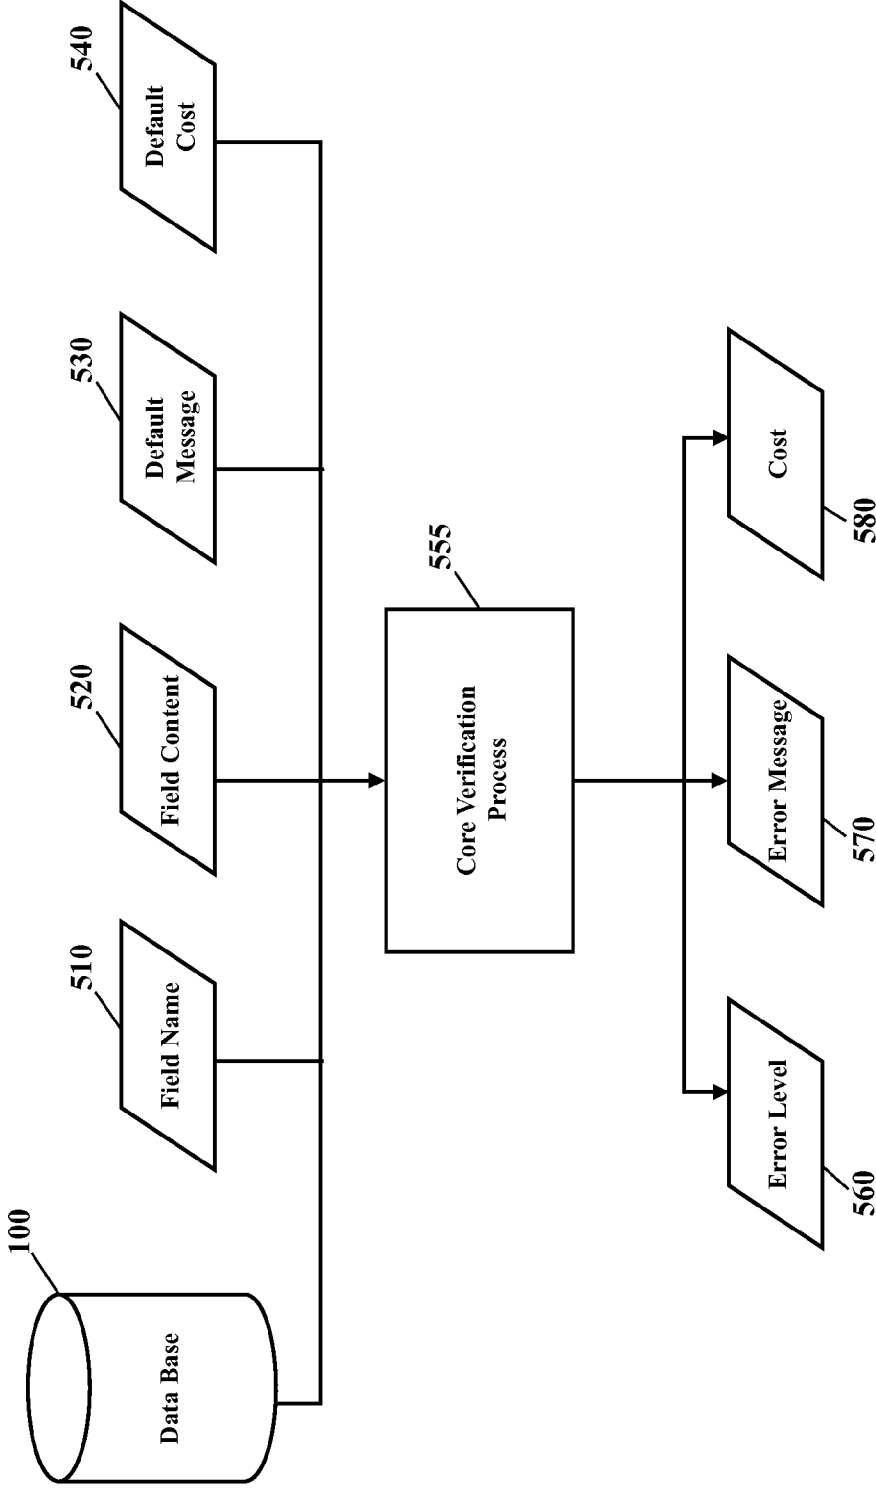 100
Data Base
510
Field Name
520
Field Content
530
Default
Message
540
Default
Cost
555
Core Verification
Process
Error Level
560
Error Message
570
Cost
580